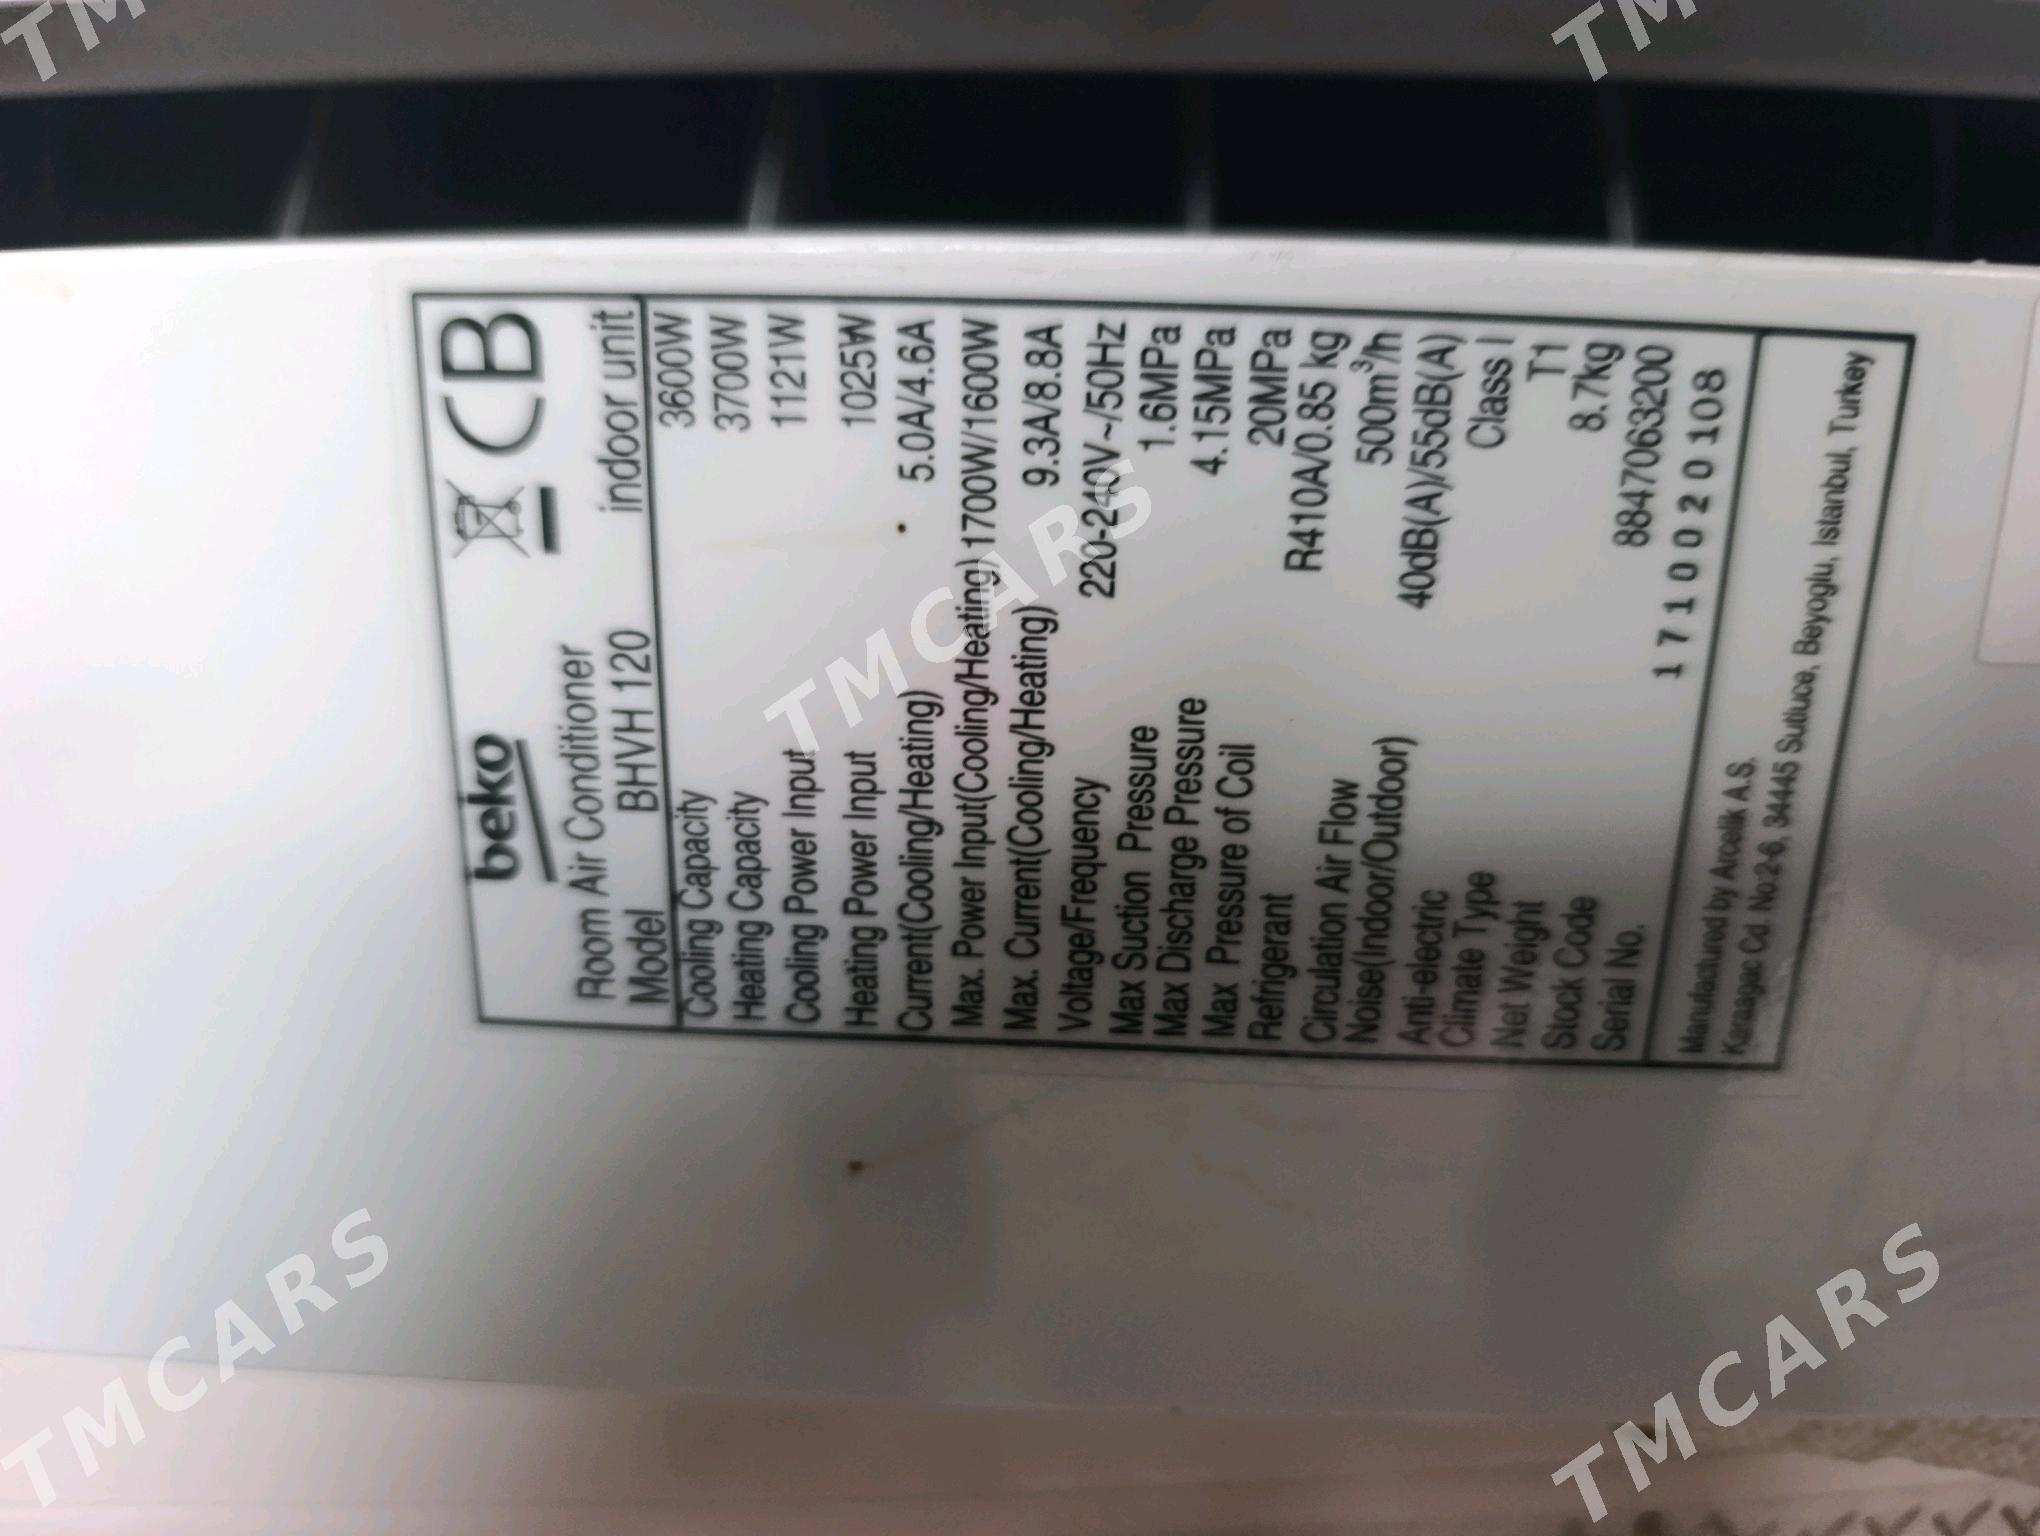 beko CB
Room Air Conditioner
Model BHVH 120 indoor unit
Cooling Capacity 3600W
Heating Capacity 3700W
Cooling Power Input 1121W
Heating Power Input 1025W
Current(Cooling/Heating) 5.0A/4.6A
Max. Power Input(Cooling/Heating) 1700W/1600W
Max. Current(Cooling/Heating) 9.3A/8.8A
Voltage/Frequency 220-240V~/50Hz
Max Suction Pressure 1.6MPa
Max Discharge Pressure 4.15MPa
Max Pressure of Coil 20MPa
Refrigerant R410A/0.85 kg
Circulation Air Flow 500m³/h
Noise(Indoor/Outdoor) 40dB(A)/55dB(A)
Anti-electric Class I
Climate Type T1
Net Weight 8.7kg
Stock Code 8847063200
Serial No. 171002 0108
Manufactured by Arcelik A.S.
Karaagac Cd. No:2-6, 34445 Sutluce, Beyoglu, Istanbul, Turkey
TMCARS
TMCARS
TMCARS
TM
TM